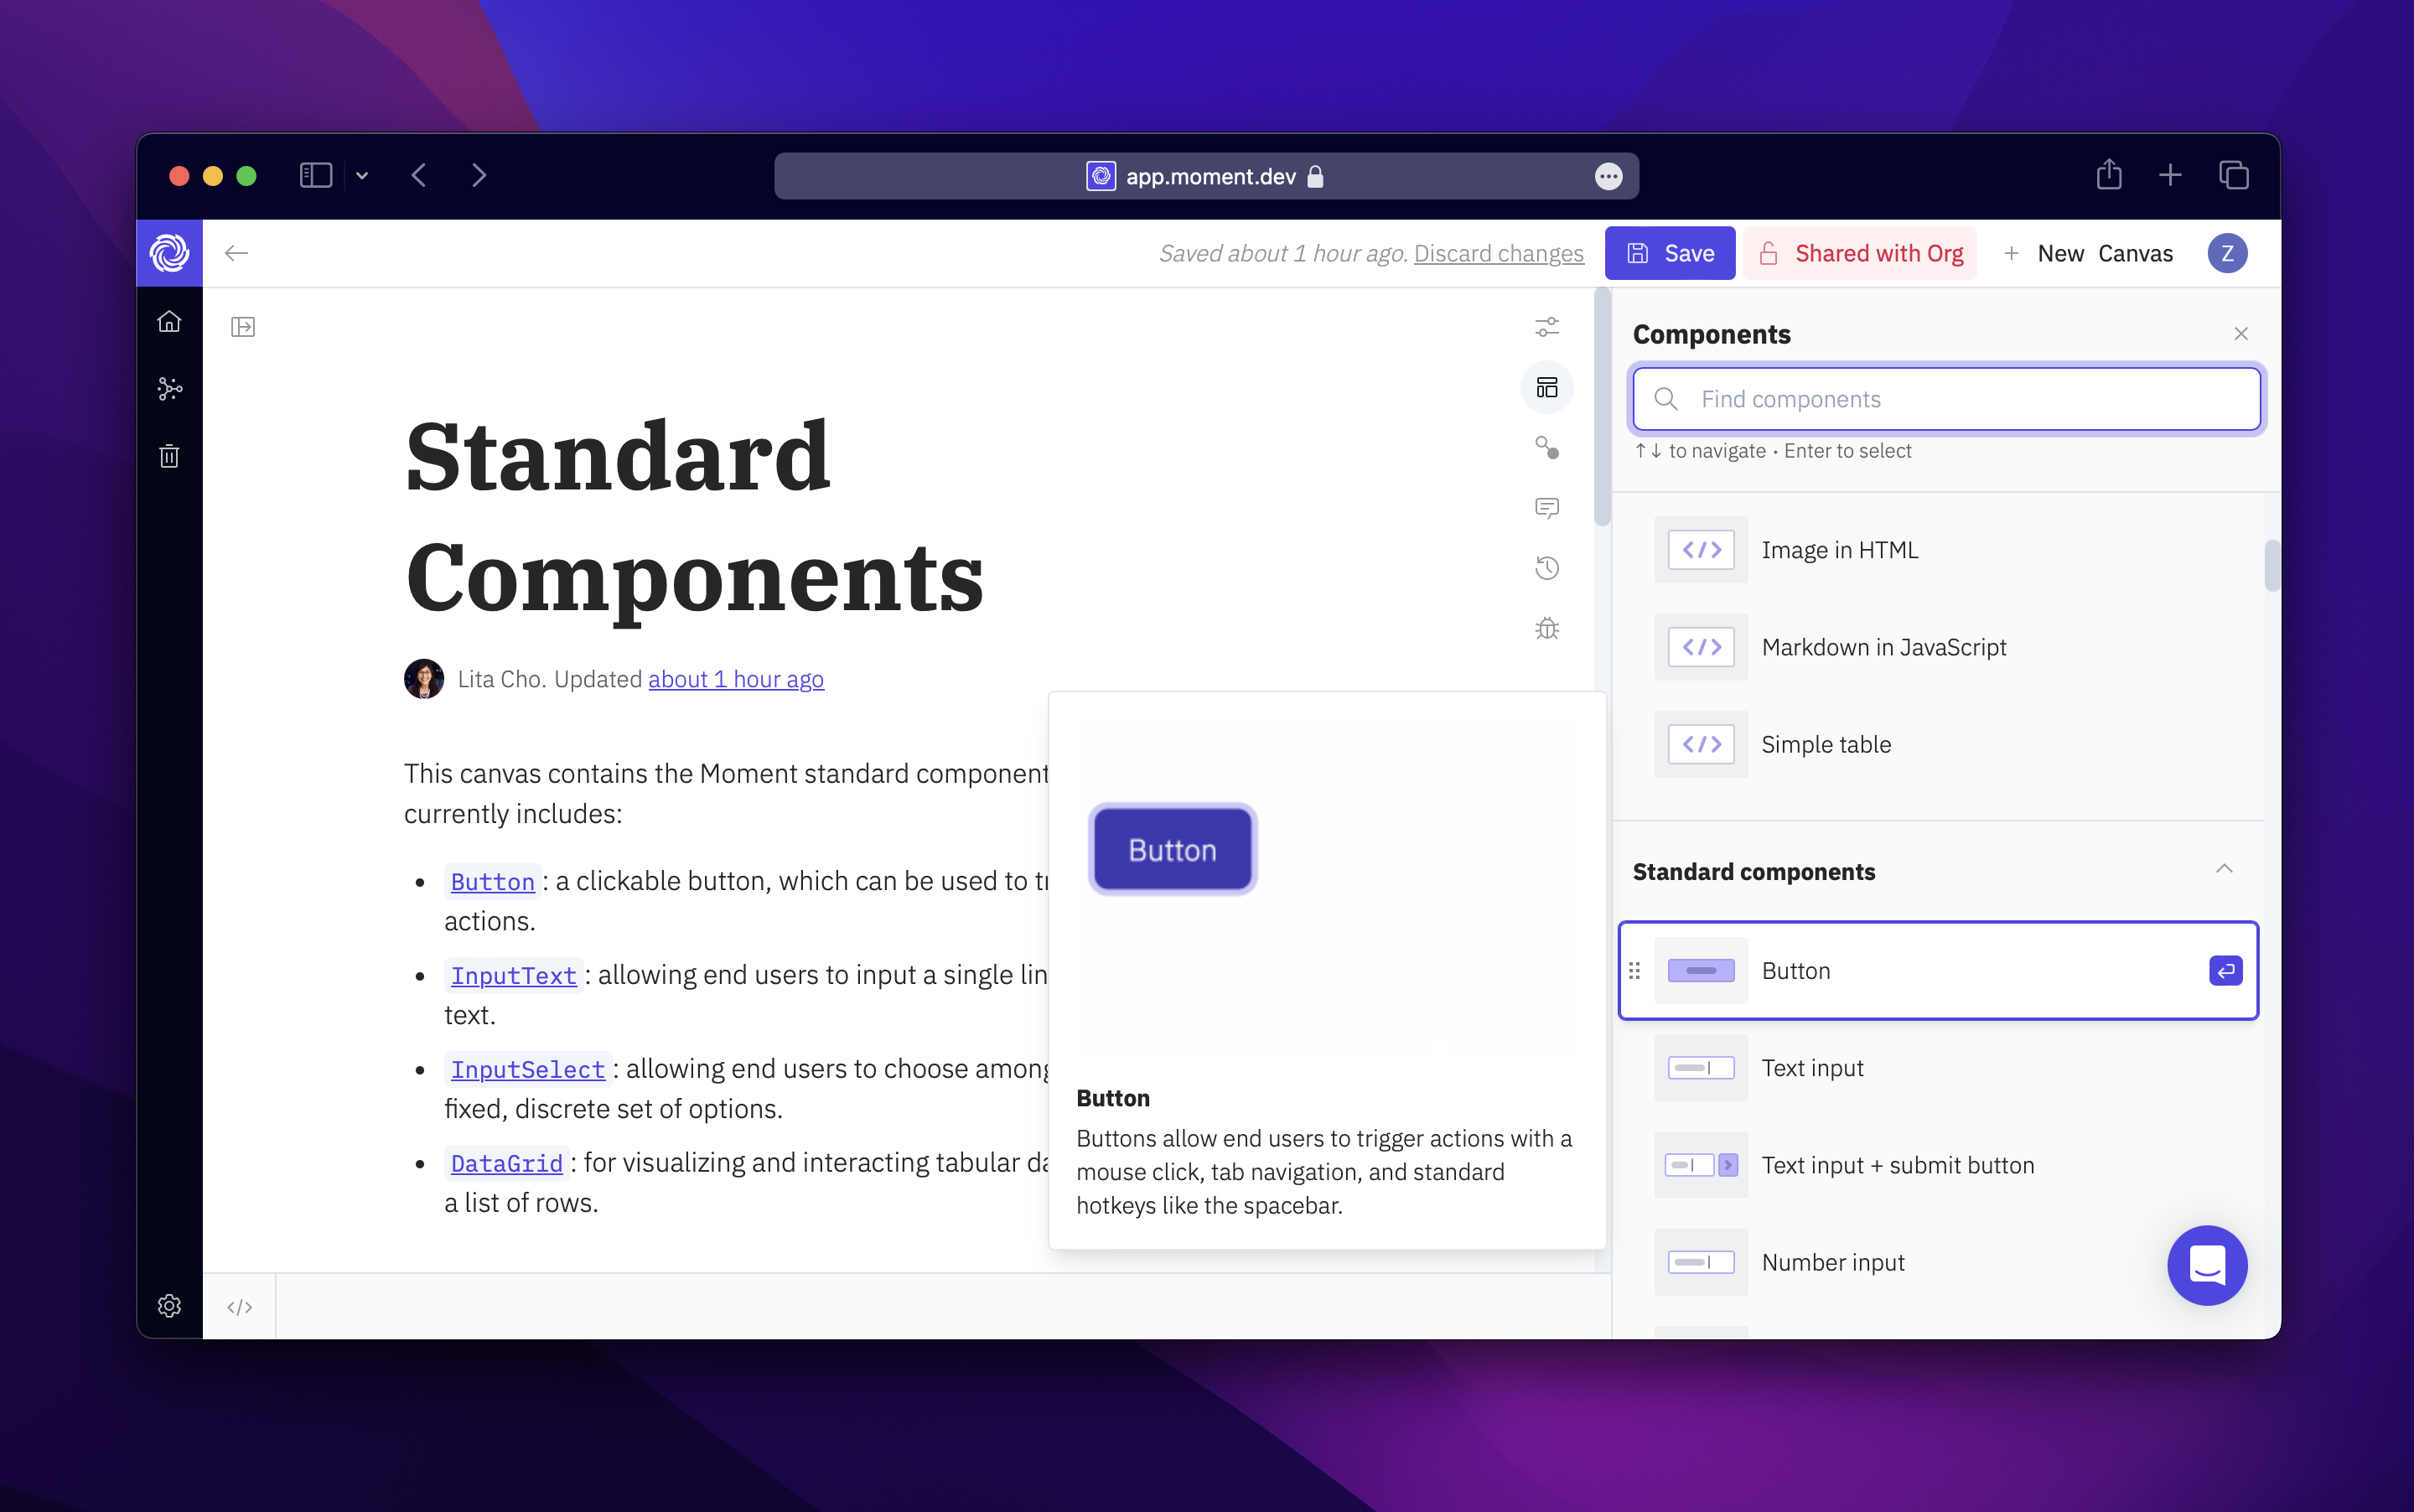 app.moment.dev
Saved about 1 hour ago. Discard changes
Save
Shared with Org
New Canvas
Z
Standard
Components
Lita Cho. Updated about 1 hour ago
This canvas contains the Moment standard component
currently includes:
Button: a clickable button, which can be used to
actions.
InputText: allowing end users to input a single
text.
InputSelect: allowing end users to choose among
fixed, discrete set of options.
DataGrid: for visualizing and interacting tabular
a list of rows.
Button
Button
Buttons allow end users to trigger actions with a
mouse click, tab navigation, and standard
hotkeys like the spacebar.
Components
Find components
↑↓ to navigate • Enter to select
Image in HTML
Markdown in JavaScript
Simple table
Standard components
Button
Text input
Text input + submit button
Number input